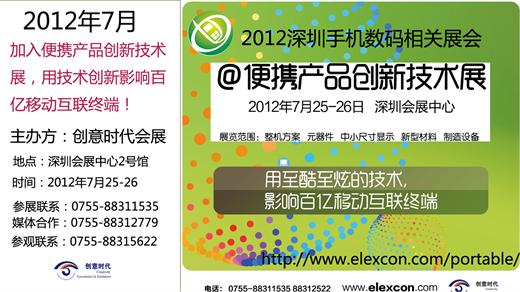 2012年7月
加入便携产品创新技术
展，用技术创新影响百
亿移动互联终端！
主办方：创意时代会展
地点：深圳会展中心2号馆
时间：2012年7月25-26
参展联系：0755-88311535
媒体合作：0755-88312779
参观联系：0755-88315622
创意时代
Creativity
Convention & Exhibition
2012深圳手机数码相关展会
@便携产品创新技术展
2012年7月25-26日 深圳会展中心
展览范围：整机方案 元器件 中小尺寸显示 新型材料 制造设备
用至酷至炫的技术，
影响百亿移动互联终端
http://www.elexcon.com/portable/
电话： 0755-88311535 88312522
www.elexcon.com
创意时代